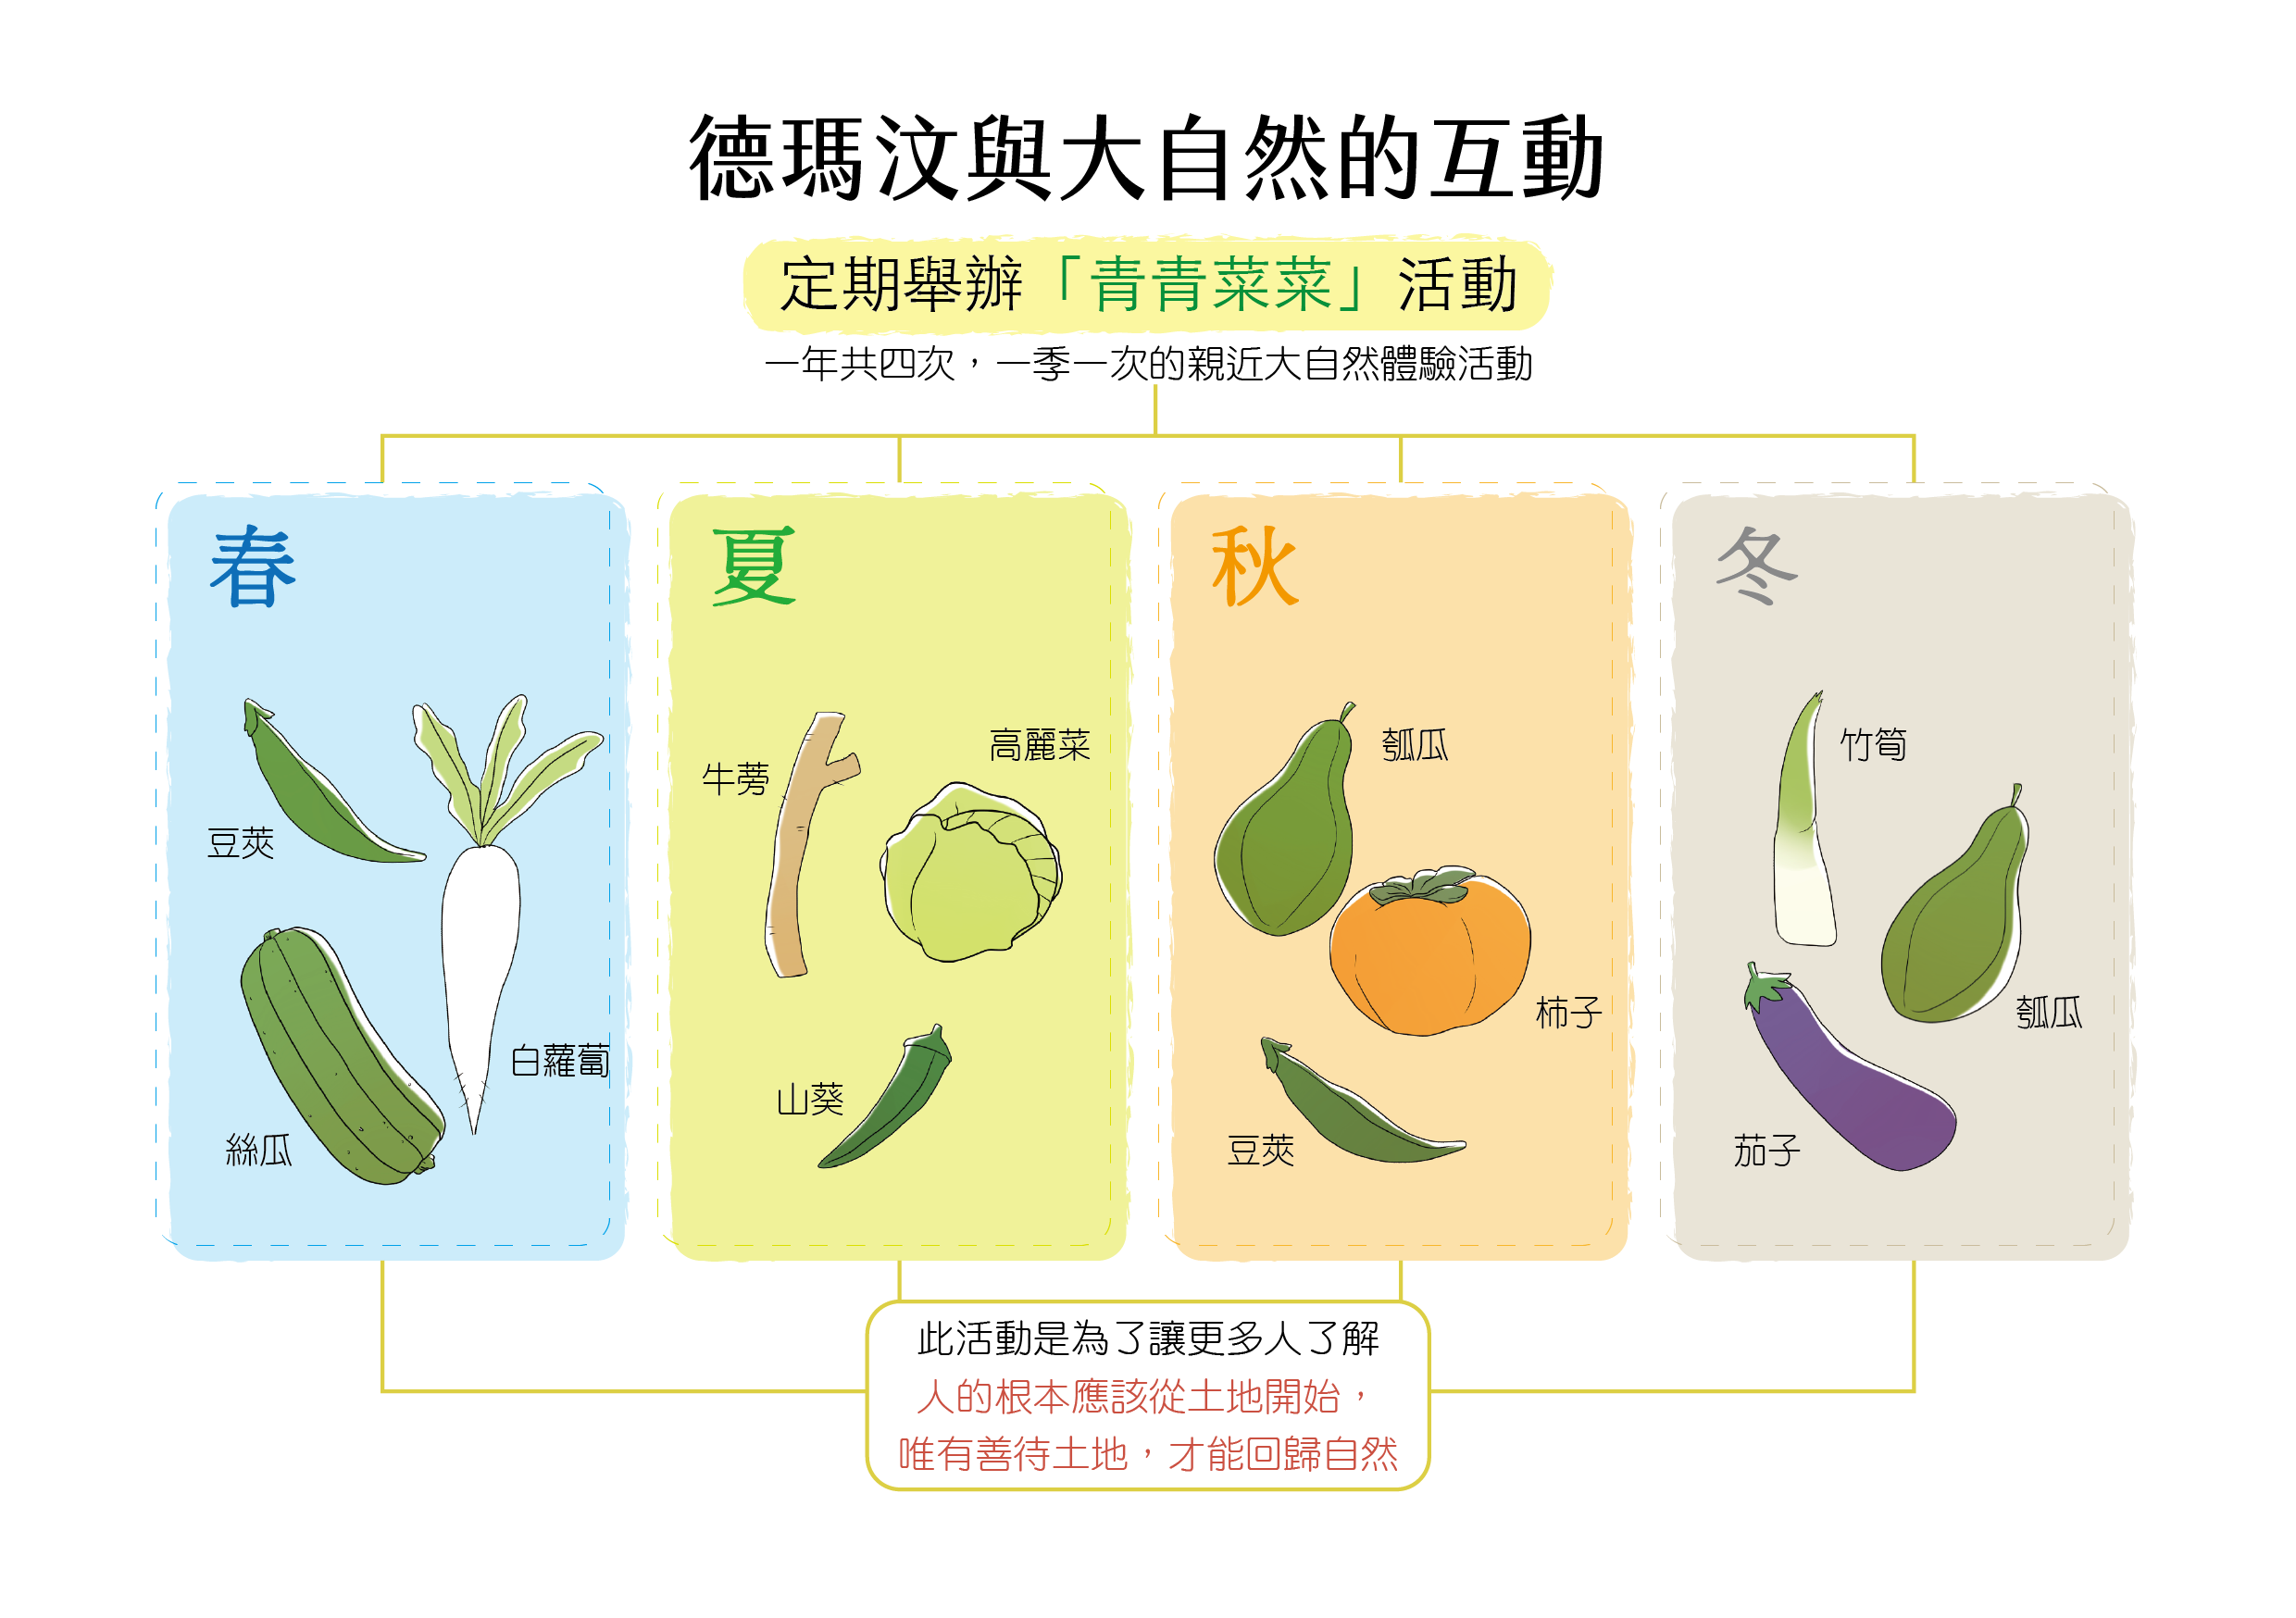 德瑪汶與大自然的互動
定期舉辦「青青菜菜」活動
一年共四次，一季一次的親近大自然體驗活動
春
豆莢
白蘿蔔
絲瓜
夏
牛蒡
高麗菜
山葵
秋
瓠瓜
柿子
豆莢
冬
竹筍
瓠瓜
茄子
此活動是為了讓更多人了解
人的根本應該從土地開始，
唯有善待土地，才能回歸自然